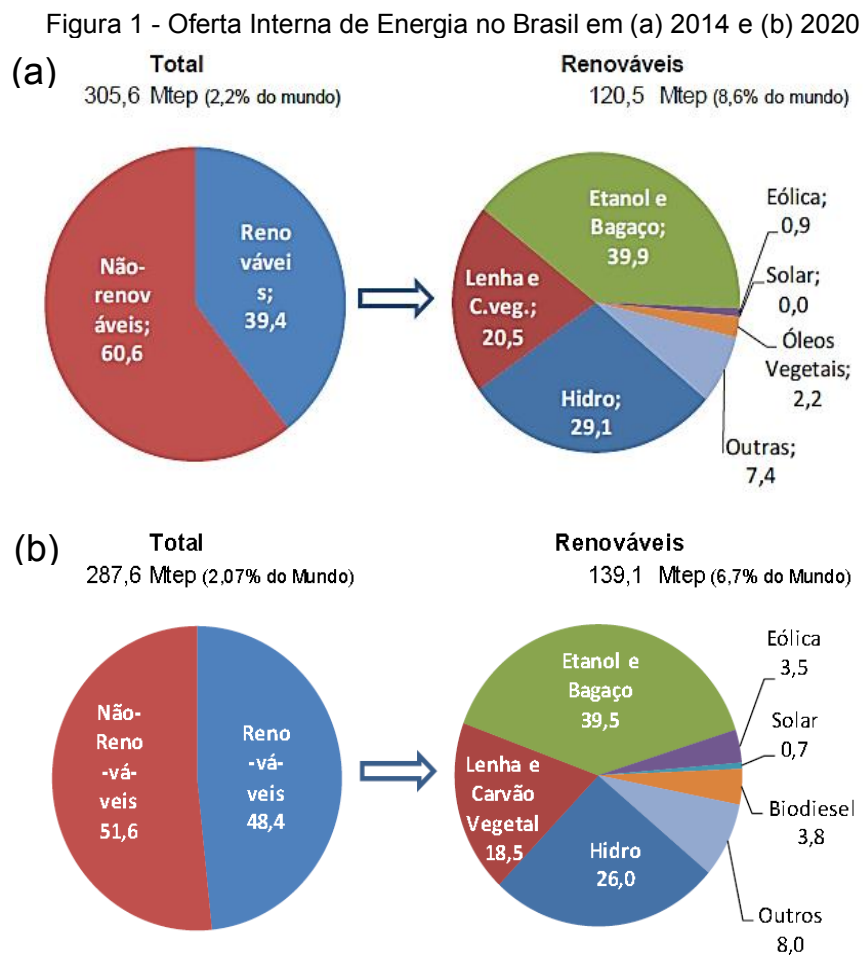 Figura 1 - Oferta Interna de Energia no Brasil em (a) 2014 e (b) 2020
(a)
Total
305,6 Mtep (2,2% do mundo)
Renováveis
120,5 Mtep (8,6% do mundo)
Não-
renov
áveis;
60,6
Reno
vávei
s;
39,4
Etanol e
Bagaço;
39,9
Lenha e
C.veg.;
20,5
Hidro;
29,1
Eólica;
0,9
Solar;
0,0
Óleos
Vegetais;
2,2
Outras;
7,4
(b)
Total
287,6 Mtep (2,07% do Mundo)
Renováveis
139,1 Mtep (6,7% do Mundo)
Não-
Reno
-vá-
veis
51,6
Reno
-vá-
veis
48,4
Etanol e
Bagaço
39,5
Lenha e
Carvão
Vegetal
18,5
Hidro
26,0
Eólica
3,5
Solar
0,7
Biodiesel
3,8
Outros
8,0